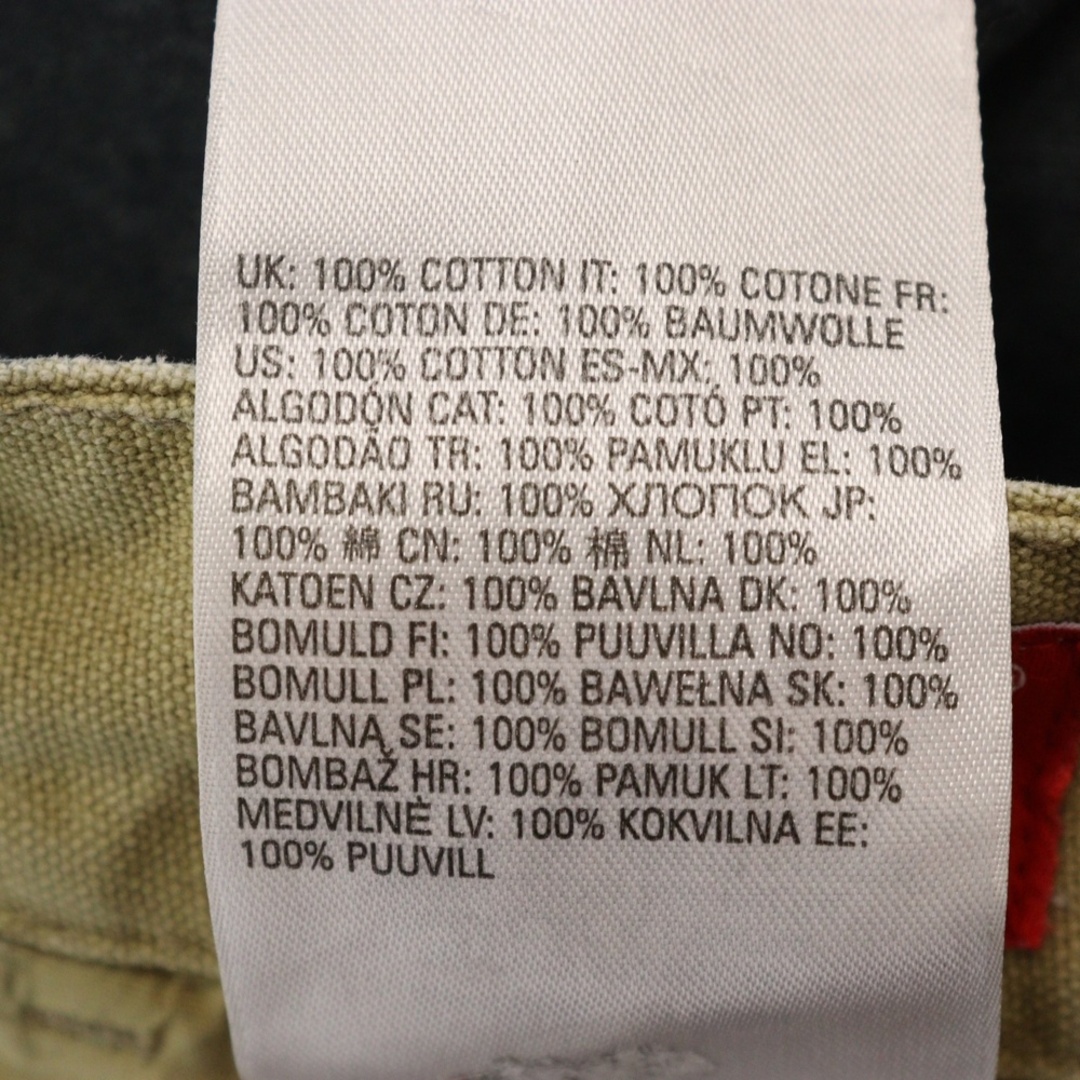 UK: 100% COTTON IT: 100% COTONE FR:
100% COTON DE: 100% BAUMWOLLE
US: 100% COTTON ES-MX: 100%
ALGODÓN CAT: 100% COTÓ PT: 100%
ALGODÃO TR: 100% PAMUKLU EL: 100%
BAMBAKI RU: 100% ХЛОПОК JP:
100% 綿 CN: 100% 棉 NL: 100%
KATOEN CZ: 100% BAVLNA DK: 100%
BOMULD FI: 100% PUUVILLA NO: 100%
BOMULL PL: 100% BAWEŁNA SK: 100%
BAVLNA SE: 100% BOMULL SI: 100%
BOMBAŽ HR: 100% PAMUK LT: 100%
MEDVILNĖ LV: 100% KOKVILNA EE:
100% PUUVILL